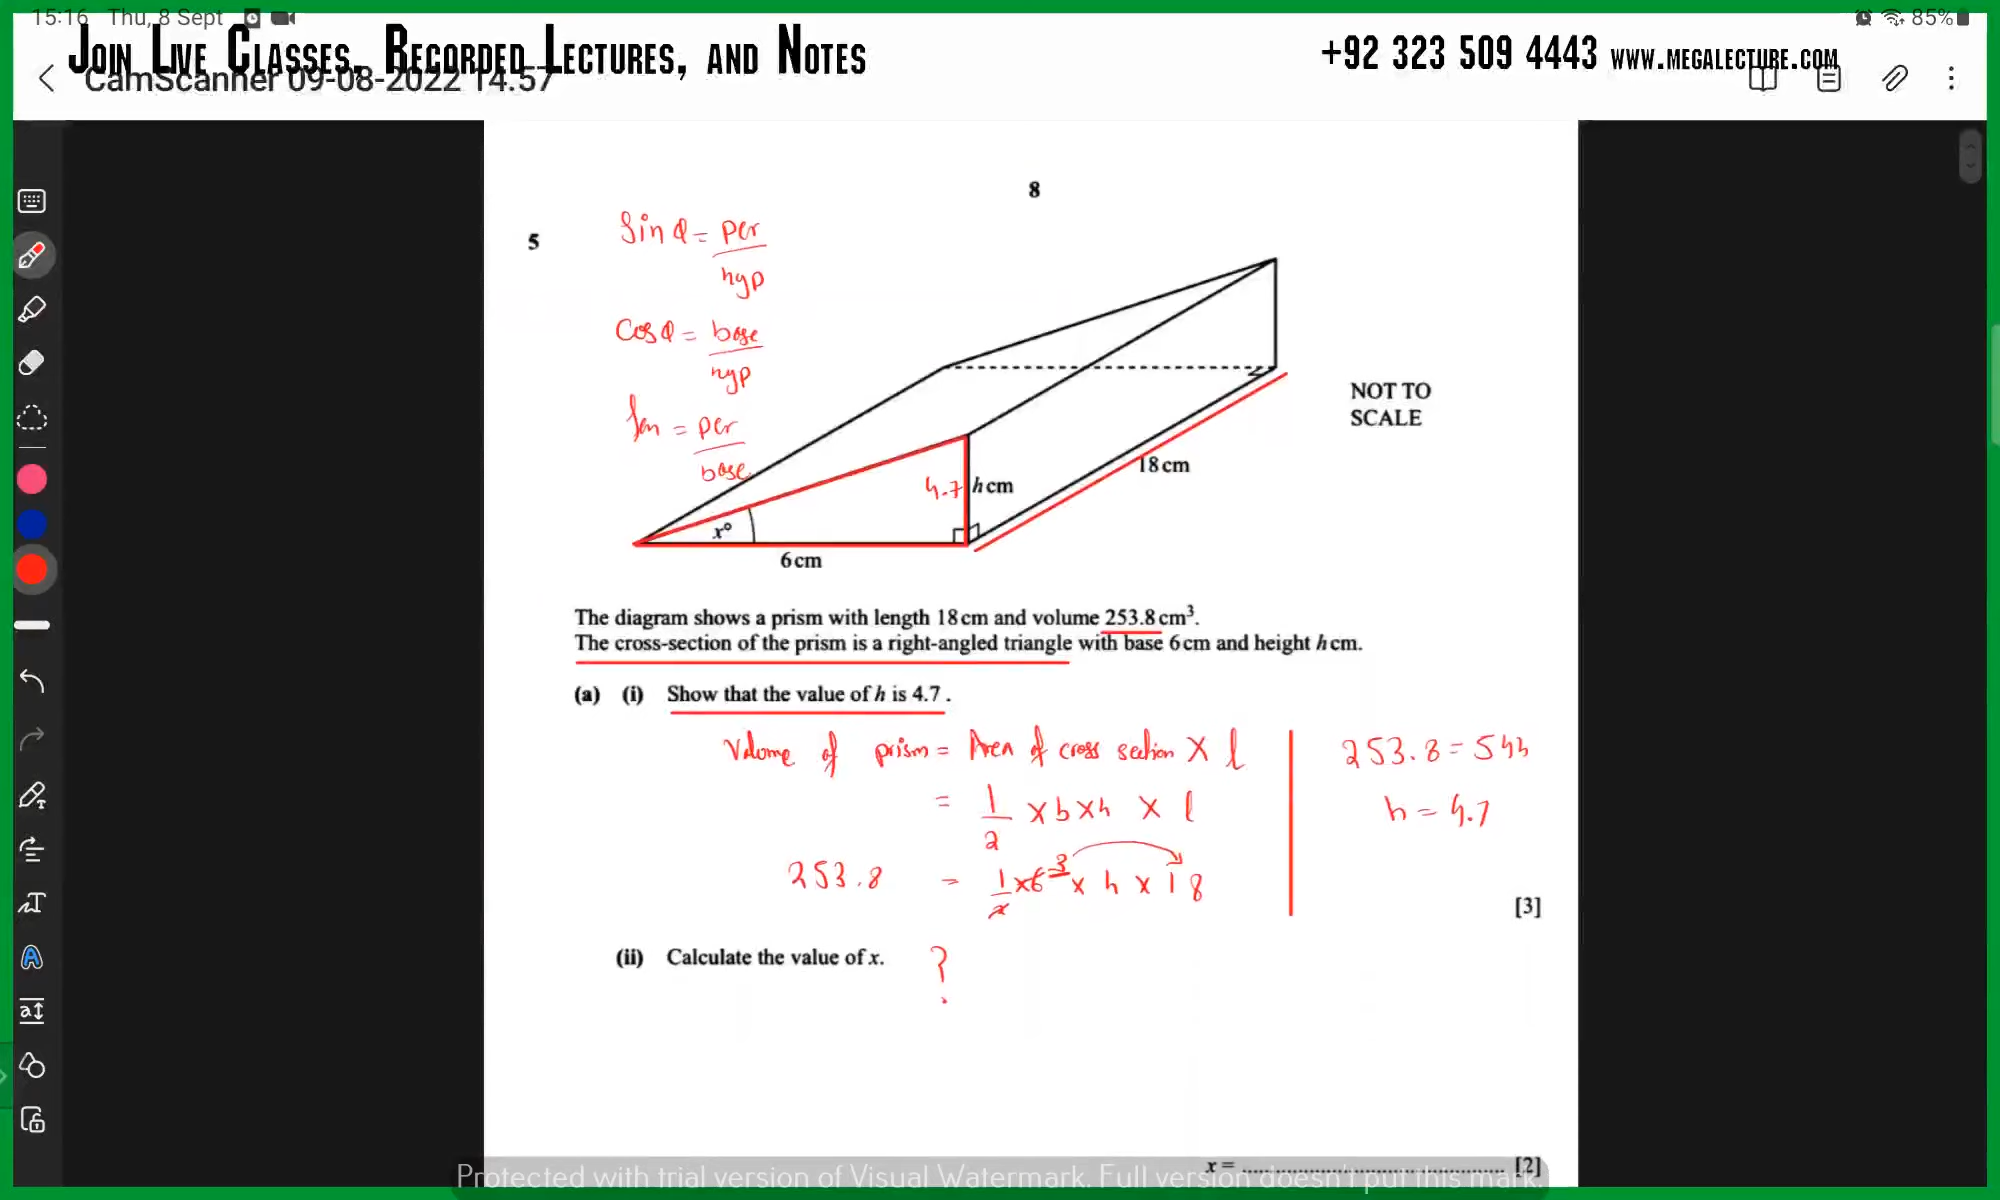 15:16 Thu, 8 Sept
85%
Join Live Classes, Recorded Lectures, and Notes
+92 323 509 4443 www.megalecture.com
CamScanner 09-08-2022 14.57
8
5
Sin θ = per
hyp
Cos θ = base
hyp
tan = per
base
NOT TO
SCALE
18 cm
4.7
h cm
x°
6 cm
The diagram shows a prism with length 18 cm and volume 253.8 cm³.
The cross-section of the prism is a right-angled triangle with base 6 cm and height h cm.
(a) (i) Show that the value of h is 4.7 .
Volume of prism = Area of cross section X l
= 1/2 × b × h × l
253.8 = 1/2 × 6 3 × h × 18
253.8 = 54h
h = 4.7
[3]
(ii) Calculate the value of x. ?
x = ................................................ [2]
Protected with trial version of Visual Watermark. Full version doesn't put this mark.